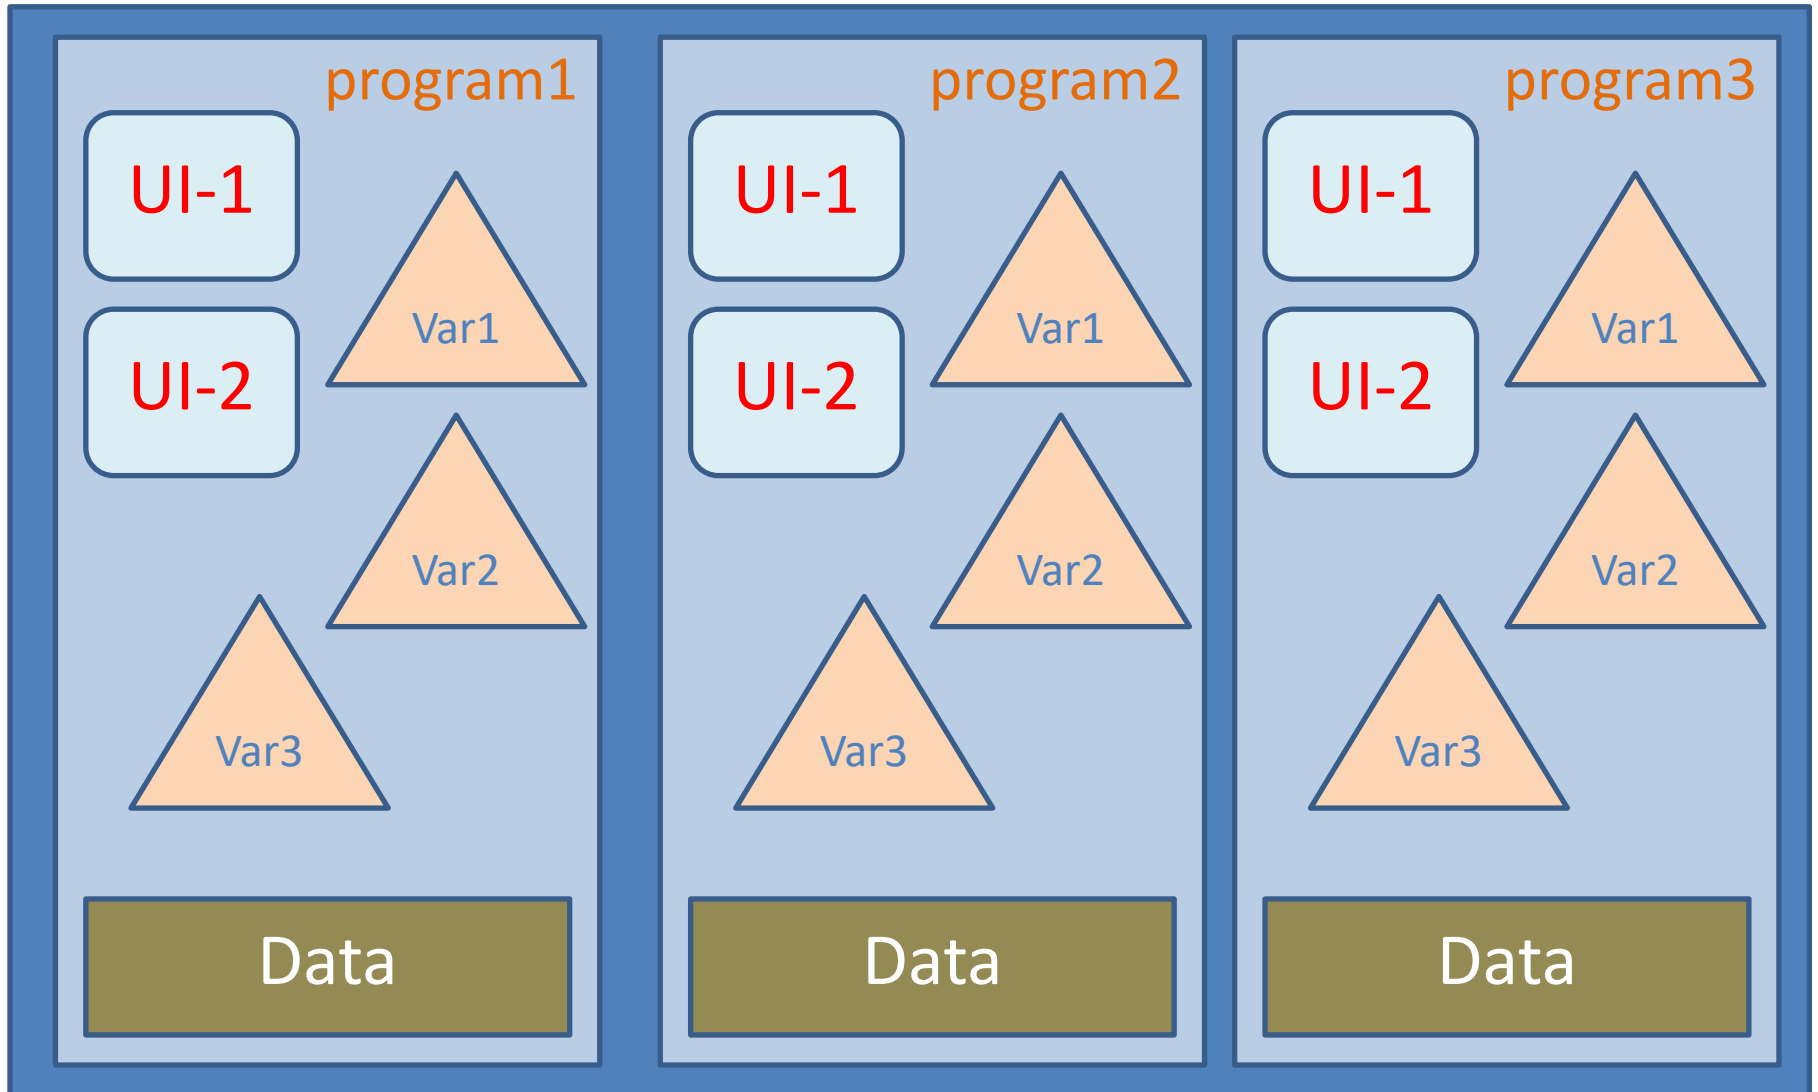 program1
UI-1
Var1
UI-2
Var2
Var3
Data
program2
UI-1
Var1
UI-2
Var2
Var3
Data
program3
UI-1
Var1
UI-2
Var2
Var3
Data